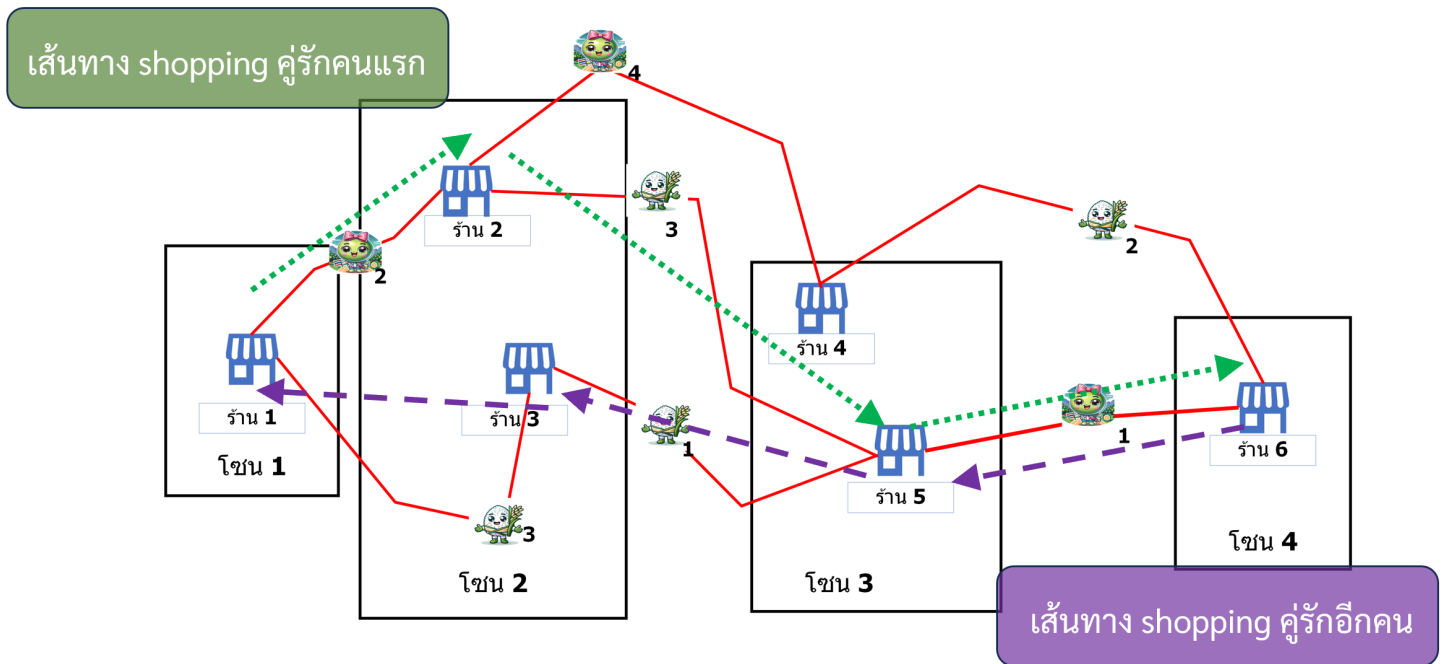 เส้นทาง shopping คู่รักคนแรก
4
ร้าน 2
3
2
2
ร้าน 4
ร้าน 1
ร้าน 3
โซน 1
1
1
ร้าน 6
ร้าน 5
3
โซน 2
โซน 3
โซน 4
เส้นทาง shopping คู่รักอีกคน